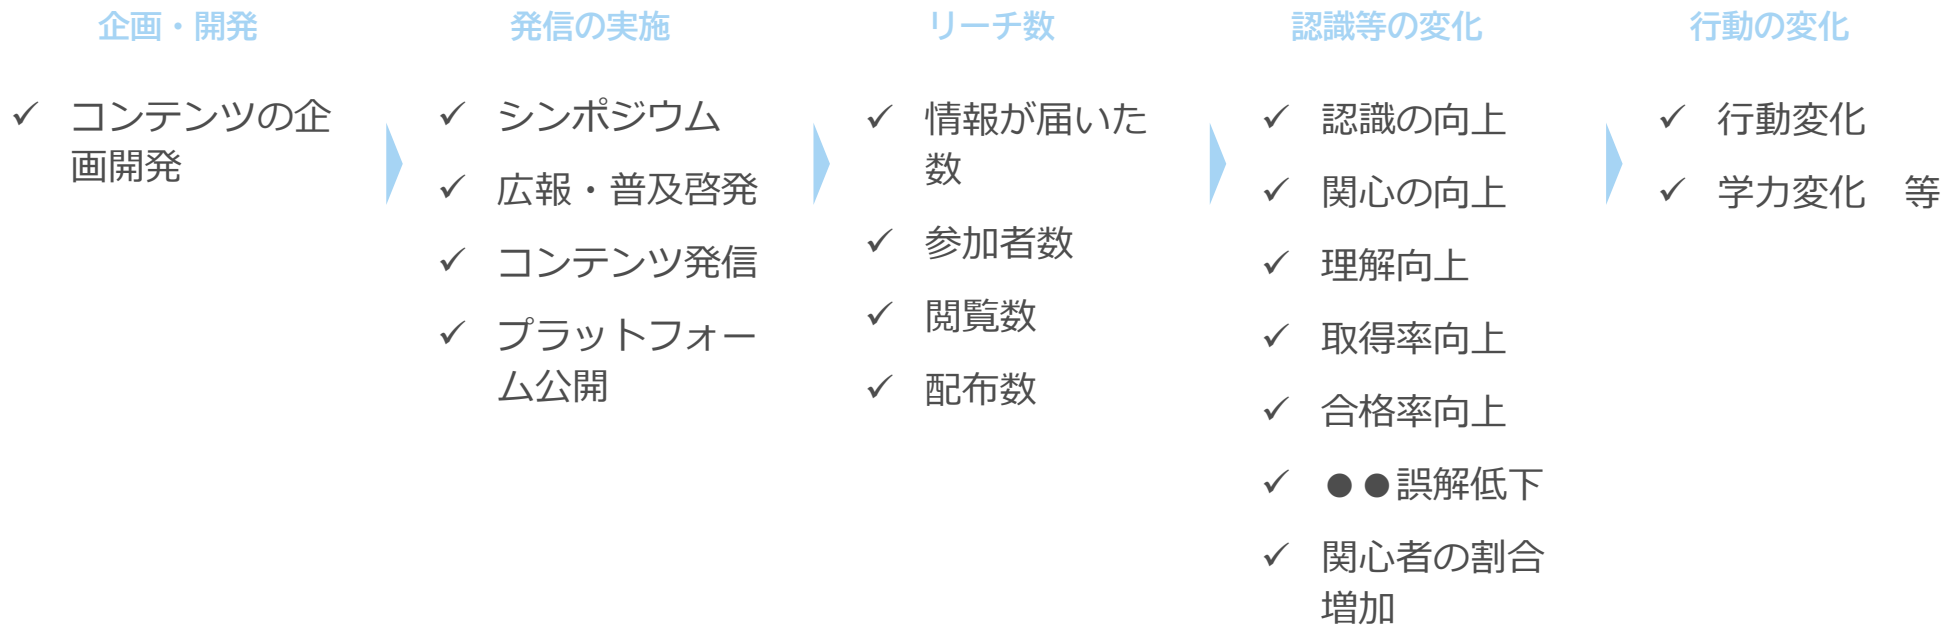 企画・開発
✓ コンテンツの企
画開発
発信の実施
✓ シンポジウム
✓ 広報・普及啓発
✓ コンテンツ発信
✓ プラットフォー
ム公開
リーチ数
✓ 情報が届いた
数
✓ 参加者数
✓ 閲覧数
✓ 配布数
認識等の変化
✓ 認識の向上
✓ 関心の向上
✓ 理解向上
✓ 取得率向上
✓ 合格率向上
✓ ●●誤解低下
✓ 関心者の割合
増加
行動の変化
✓ 行動変化
✓ 学力変化　等